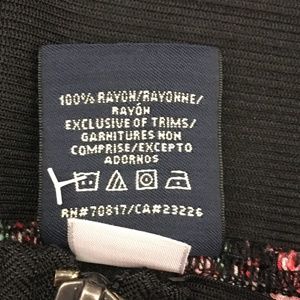 100% RAYON/RAYONNE/
RAYÓN
EXCLUSIVE OF TRIMS/
GARNITURES NON
COMPRISE/EXCEPTO
ADORNOS
RN#70817/CA#23226